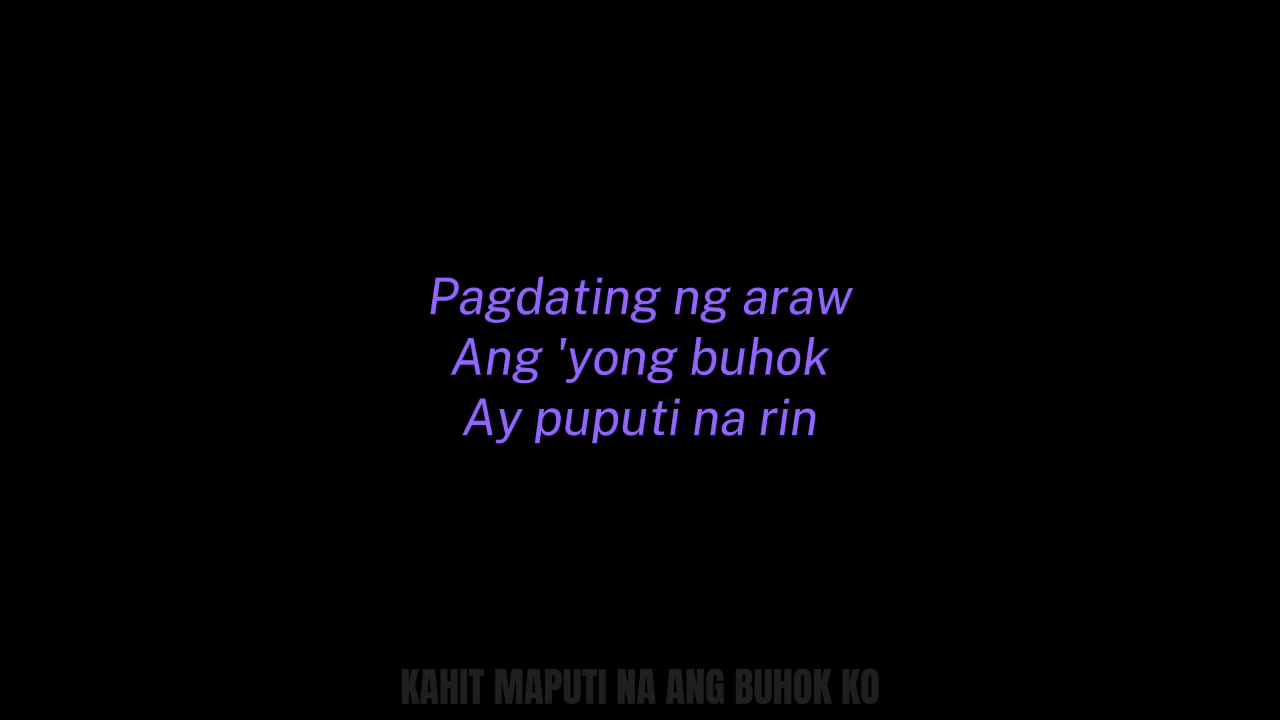 Pagdating ng araw
Ang 'yong buhok
Ay puputi na rin
KAHIT MAPUTI NA ANG BUHOK KO